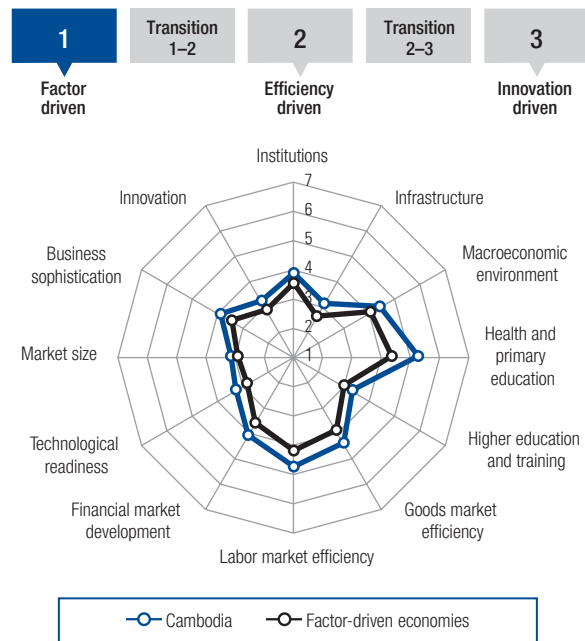 1
Transition
1–2
2
Transition
2–3
3
Factor
driven
Efficiency
driven
Innovation
driven
Institutions
Infrastructure
Macroeconomic
environment
Health and
primary
education
Higher education
and training
Goods market
efficiency
Labor market efficiency
Financial market
development
Technological
readiness
Market size
Business
sophistication
Innovation
7
6
5
4
3
2
1
Cambodia
Factor-driven economies